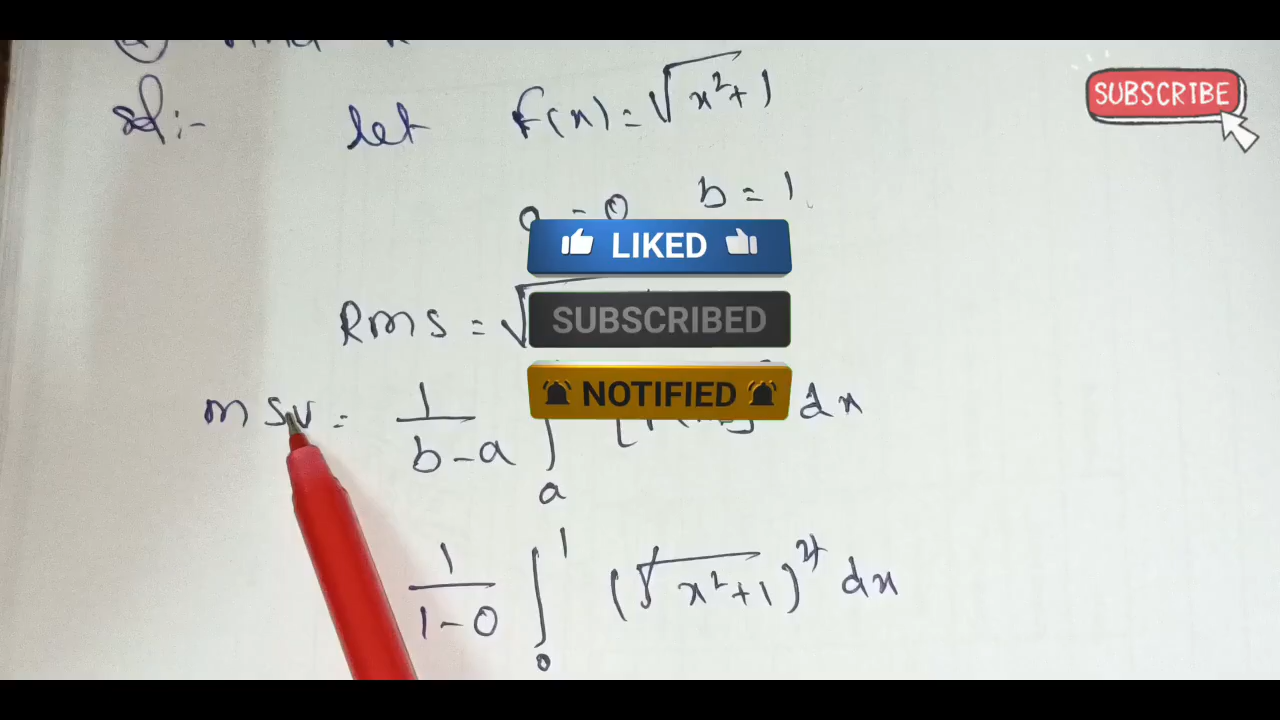 sol:-
let F(x) = √x²+1
SUBSCRIBE
a = 0 b = 1
LIKED
Rms = √
SUBSCRIBED
NOTIFIED
msv = 1/b-a ∫a dx
1/1-0 ∫₀¹ (√x²+1)² dx